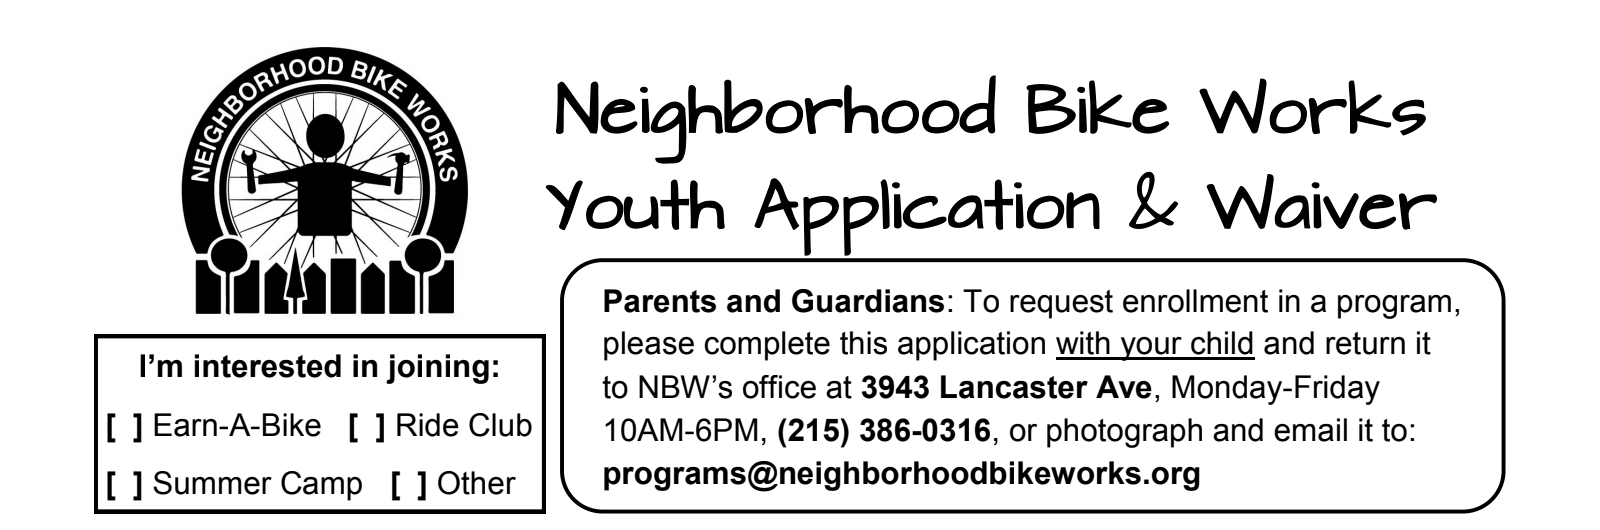 NEIGHBORHOOD BIKE WORKS
Neighborhood Bike Works
Youth Application & Waiver
I'm interested in joining:
[ ] Earn-A-Bike [ ] Ride Club
[ ] Summer Camp [ ] Other
Parents and Guardians: To request enrollment in a program,
please complete this application with your child and return it
to NBW's office at 3943 Lancaster Ave, Monday-Friday
10AM-6PM, (215) 386-0316, or photograph and email it to:
programs@neighborhoodbikeworks.org